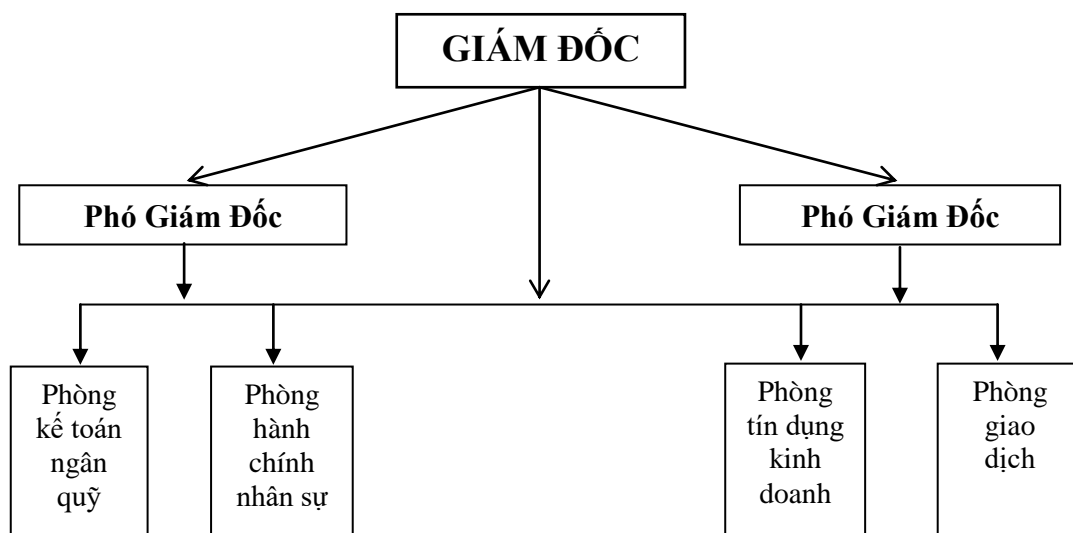 GIÁM ĐỐC
Phó Giám Đốc
Phó Giám Đốc
Phòng
kế toán
ngân
quỹ
Phòng
hành
chính
nhân sự
Phòng
tín dụng
kinh
doanh
Phòng
giao
dịch